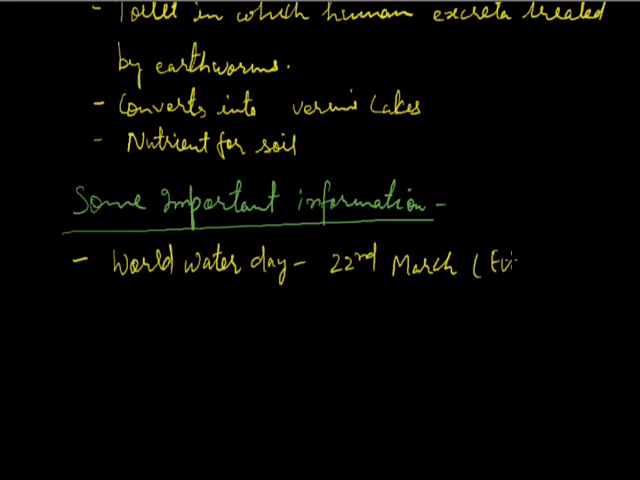 - Toilet in which human excreta treated
by earthworms.
- Converts into vermi cakes
- Nutrient for soil
Some Important information -
- World Water day - 22nd March (